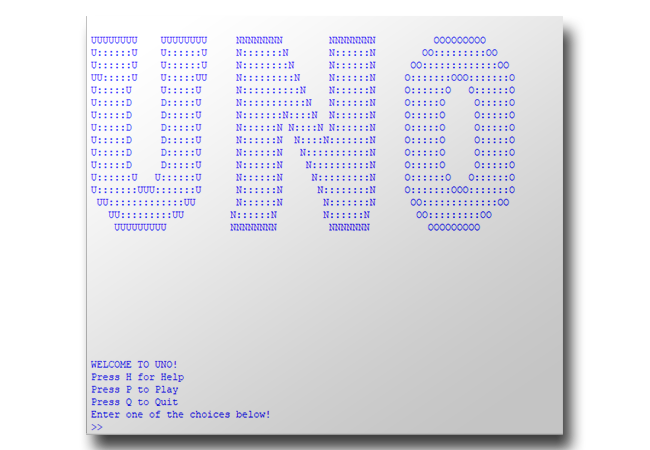 UUUUUUUU    UUUUUUUU     NNNNNNNN        NNNNNNNN          OOOOOOOOO
U::::::U    U::::::U     N:::::::N       N::::::N        OO:::::::::OO
U::::::U    U::::::U     N::::::::N      N::::::N      OO:::::::::::::OO
UU:::::U    U:::::UU     N:::::::::N     N::::::N     O:::::::OOO:::::::O
U:::::U     D:::::U      N::::::::::N    N::::::N     O::::::O   O::::::O
U:::::D     D:::::U      N:::::::::::N   N::::::N     O:::::O     O:::::O
U:::::D     D:::::U      N:::::::N::::N  N::::::N     O:::::O     O:::::O
U:::::D     D:::::U      N::::::N N::::N N::::::N     O:::::O     O:::::O
U:::::D     D:::::U      N::::::N  N::::N:::::::N     O:::::O     O:::::O
U:::::D     D:::::U      N::::::N   N:::::::::::N     O:::::O     O:::::O
U:::::D     D:::::U      N::::::N    N::::::::::N     O:::::O     O:::::O
U::::::U   U::::::U      N::::::N     N:::::::::N     O::::::O   O::::::O
U:::::::UUU:::::::U      N::::::N      N::::::::N     O:::::::OOO:::::::O
 UU:::::::::::::UU       N::::::N       N:::::::N      OO:::::::::::::OO
   UU:::::::::UU        N::::::N         N::::::N       OO:::::::::OO
    UUUUUUUUU           NNNNNNNN         NNNNNNN          OOOOOOOOO
WELCOME TO UNO!
Press H for Help
Press P to Play
Press Q to Quit
Enter one of the choices below!
>>